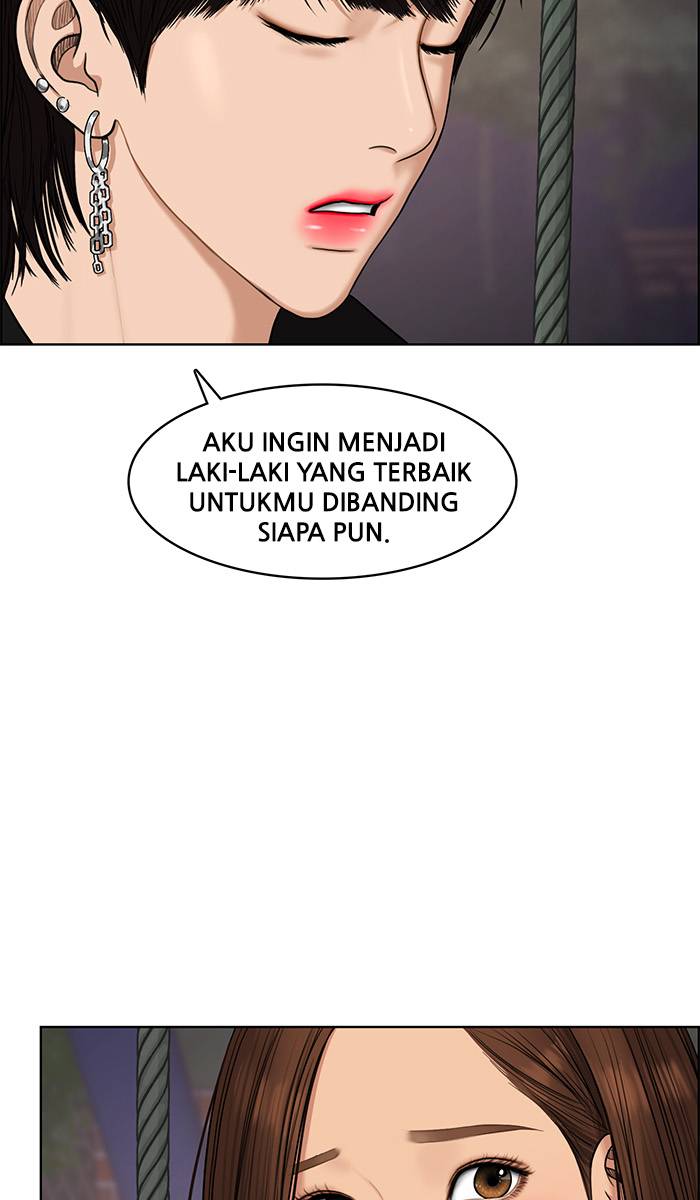 AKU INGIN MENJADI
LAKI-LAKI YANG TERBAIK
UNTUKMU DIBANDING
SIAPA PUN.